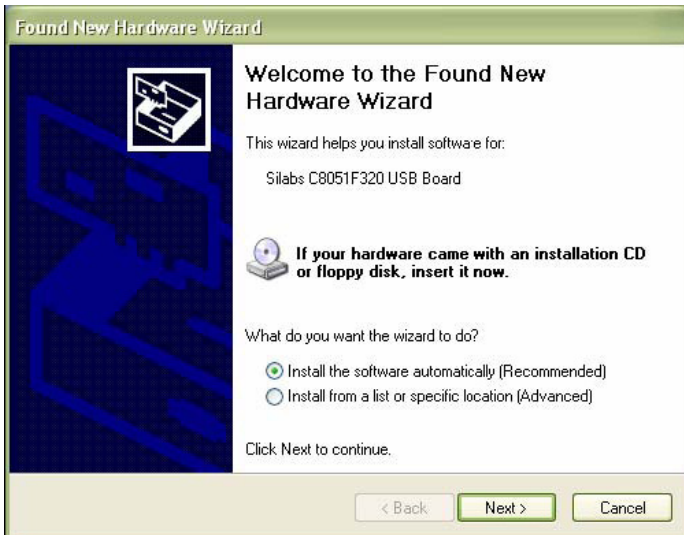 Found New Hardware Wizard
Welcome to the Found New
Hardware Wizard
This wizard helps you install software for:
Silabs C8051F320 USB Board
If your hardware came with an installation CD
or floppy disk, insert it now.
What do you want the wizard to do?
Install the software automatically (Recommended)
Install from a list or specific location (Advanced)
Click Next to continue.
< Back Next > Cancel